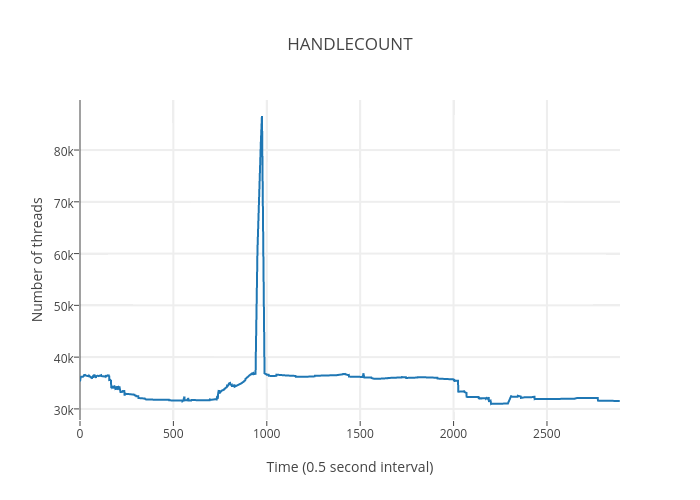 HANDLECOUNT
80k
70k
60k
50k
40k
30k
Number of threads
0 500 1000 1500 2000 2500
Time (0.5 second interval)